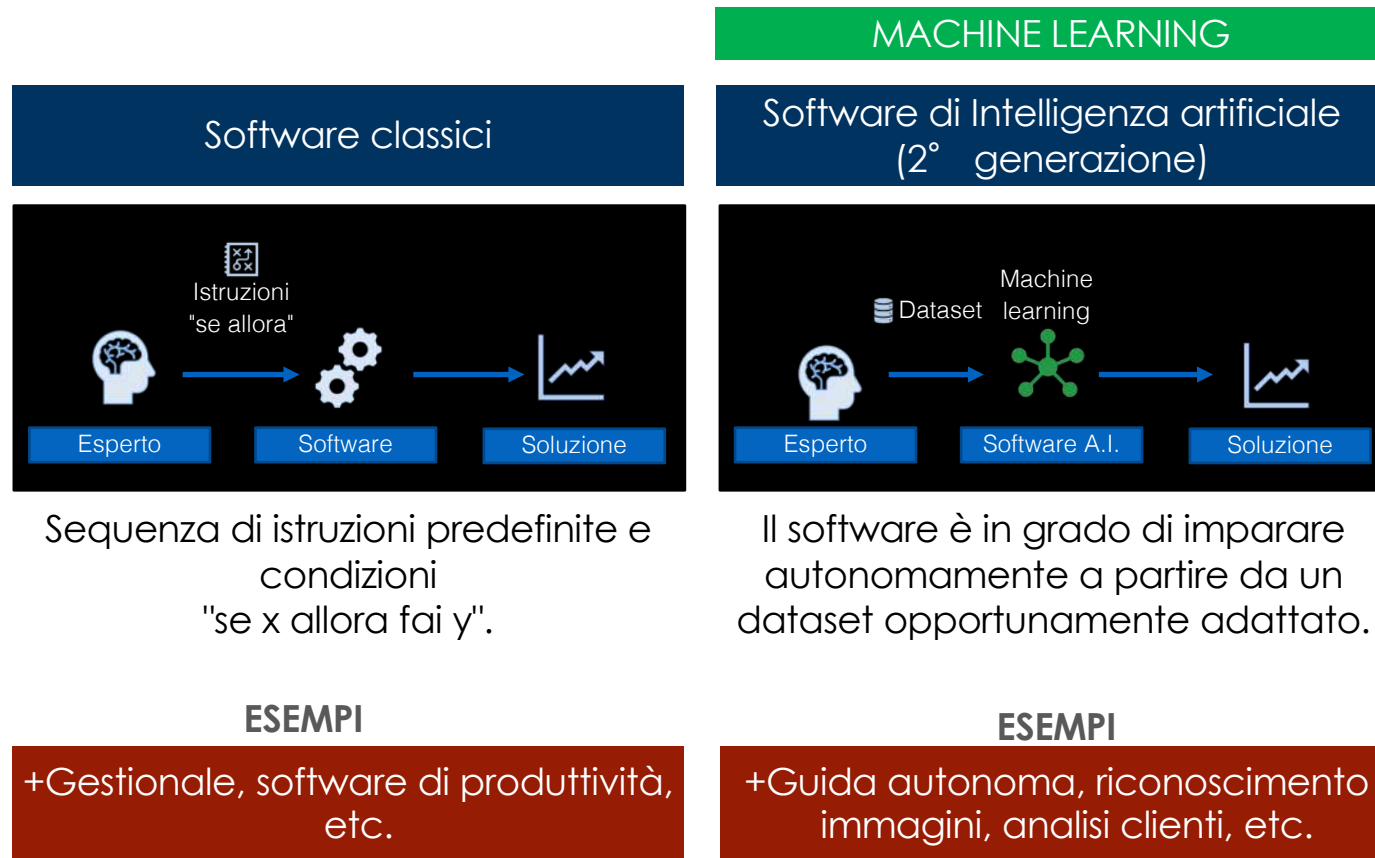 MACHINE LEARNING
Software classici
Istruzioni
"se allora"
Esperto
Software
Soluzione
Sequenza di istruzioni predefinite e
condizioni
"se x allora fai y".
ESEMPI
+Gestionale, software di produttività,
etc.
Software di Intelligenza artificiale
(2° generazione)
Dataset
Machine
learning
Esperto
Software A.I.
Soluzione
Il software è in grado di imparare
autonomamente a partire da un
dataset opportunamente adattato.
ESEMPI
+Guida autonoma, riconoscimento
immagini, analisi clienti, etc.